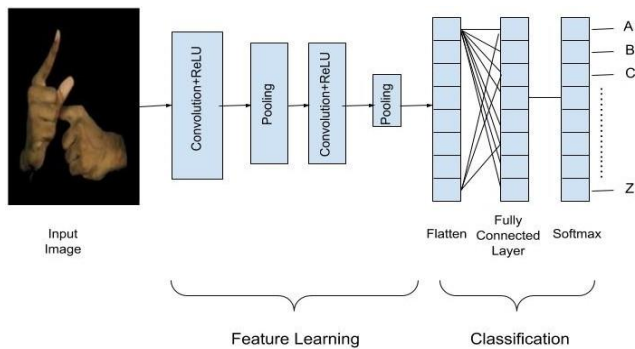 Input
Image
Convolution+ReLU
Pooling
Convolution+ReLU
Pooling
Flatten
Fully
Connected
Layer
Softmax
A
B
C
Z
Feature Learning
Classification